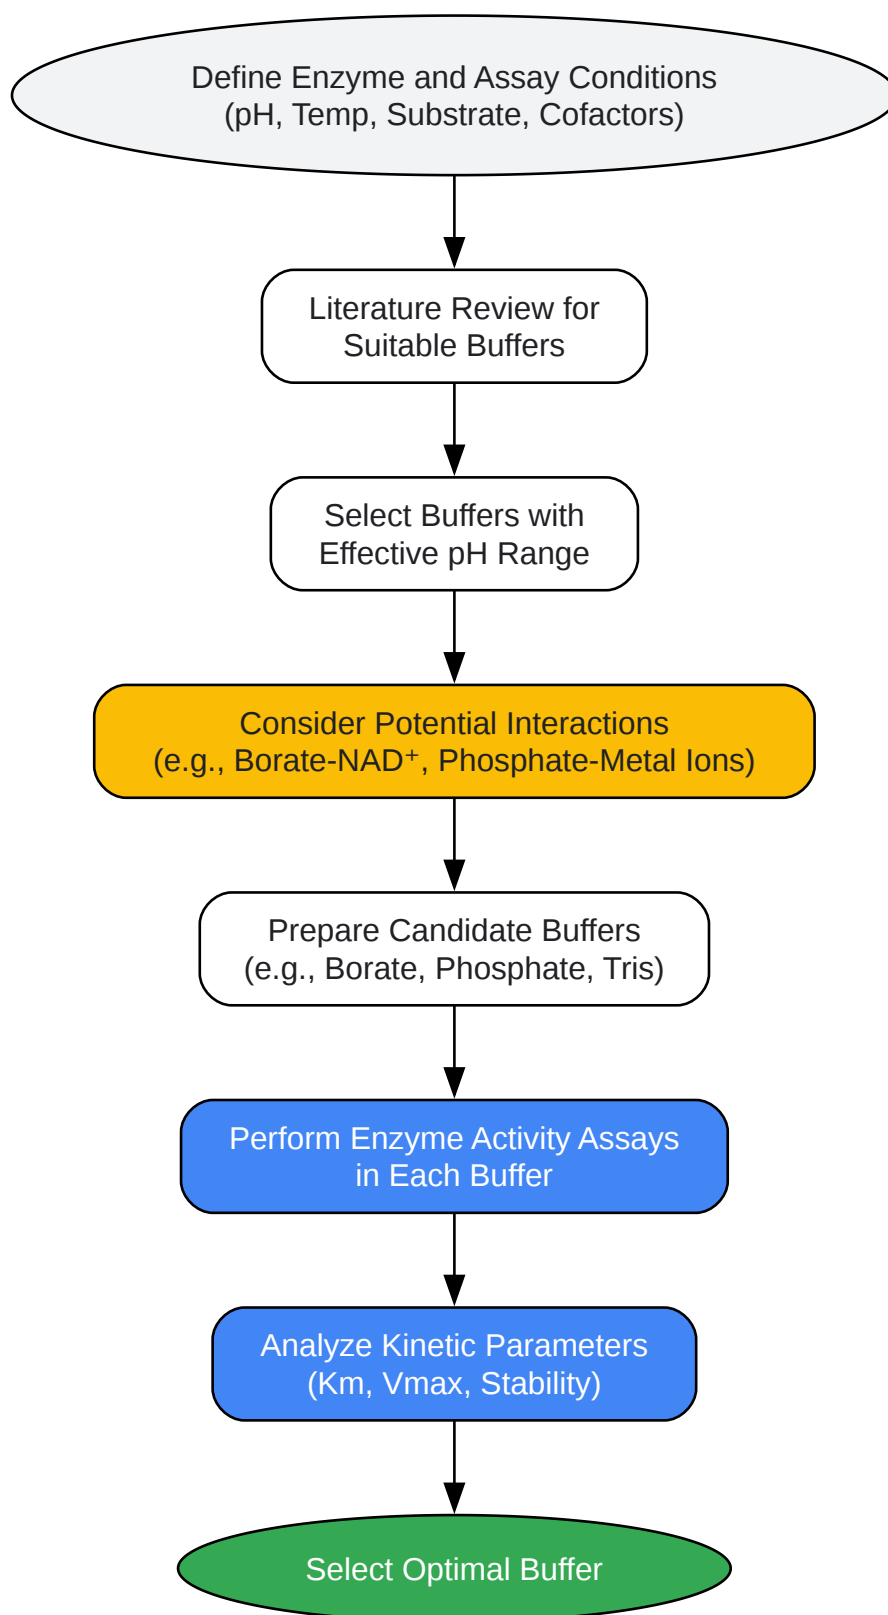 Define Enzyme and Assay Conditions
(pH, Temp, Substrate, Cofactors)
Literature Review for
Suitable Buffers
Select Buffers with
Effective pH Range
Consider Potential Interactions
(e.g., Borate-NAD⁺, Phosphate-Metal Ions)
Prepare Candidate Buffers
(e.g., Borate, Phosphate, Tris)
Perform Enzyme Activity Assays
in Each Buffer
Analyze Kinetic Parameters
(Km, Vmax, Stability)
Select Optimal Buffer